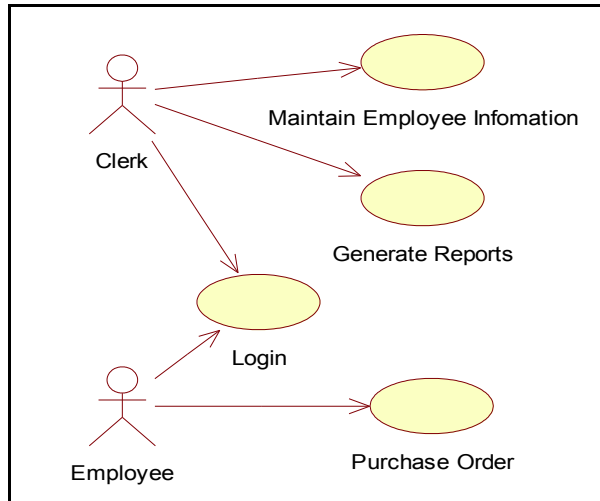 Maintain Employee Infomation
Clerk
Generate Reports
Login
Purchase Order
Employee